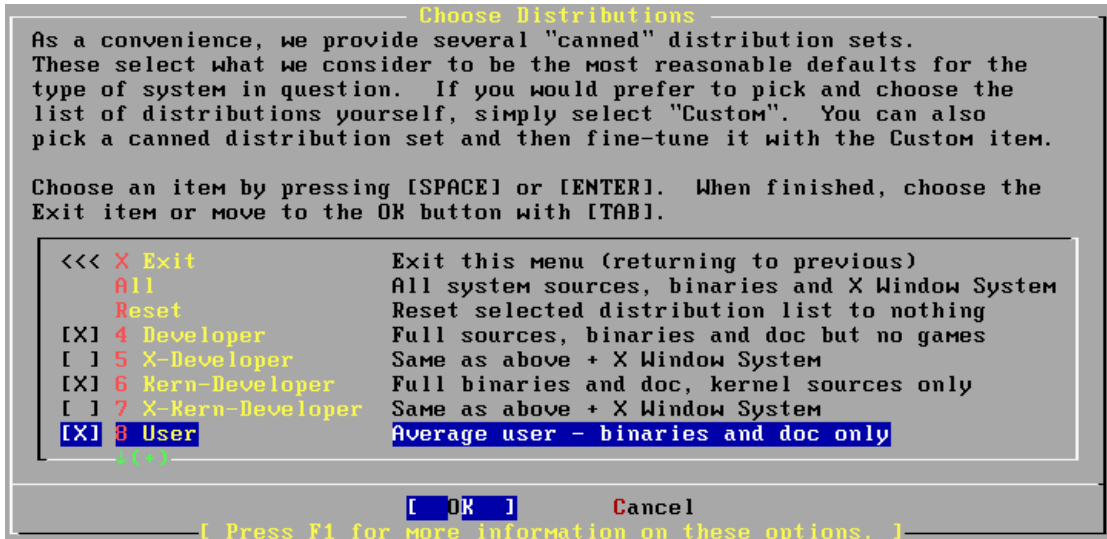 Choose Distributions
As a convenience, we provide several "canned" distribution sets.
These select what we consider to be the most reasonable defaults for the
type of system in question.  If you would prefer to pick and choose the
list of distributions yourself, simply select "Custom".  You can also
pick a canned distribution set and then fine-tune it with the Custom item.
Choose an item by pressing [SPACE] or [ENTER].  When finished, choose the
Exit item or move to the OK button with [TAB].
<<< X Exit Exit this menu (returning to previous)
All All system sources, binaries and X Window System
Reset Reset selected distribution list to nothing
[X] 4 Developer Full sources, binaries and doc but no games
[ ] 5 X-Developer Same as above + X Window System
[X] 6 Kern-Developer Full binaries and doc, kernel sources only
[ ] 7 X-Kern-Developer Same as above + X Window System
[X] 8 User Average user - binaries and doc only
↓(+)
[ OK ] Cancel
[ Press F1 for more information on these options. ]